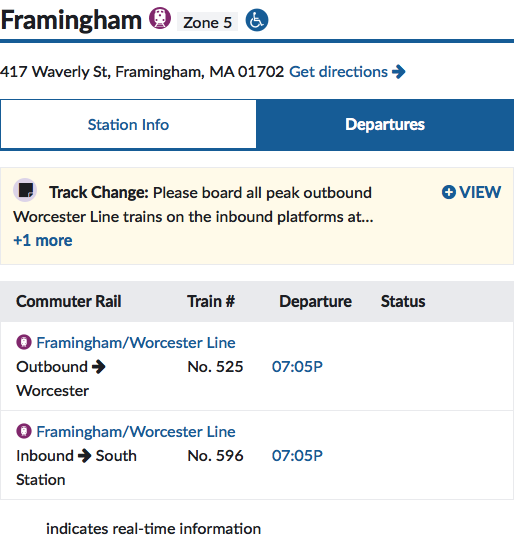 Framingham Zone 5
417 Waverly St, Framingham, MA 01702 Get directions
Station Info Departures
Track Change: Please board all peak outbound VIEW
Worcester Line trains on the inbound platforms at...
+1 more
Commuter Rail Train # Departure Status
Framingham/Worcester Line
Outbound No. 525 07:05P
Worcester
Framingham/Worcester Line
Inbound South No. 596 07:05P
Station
indicates real-time information